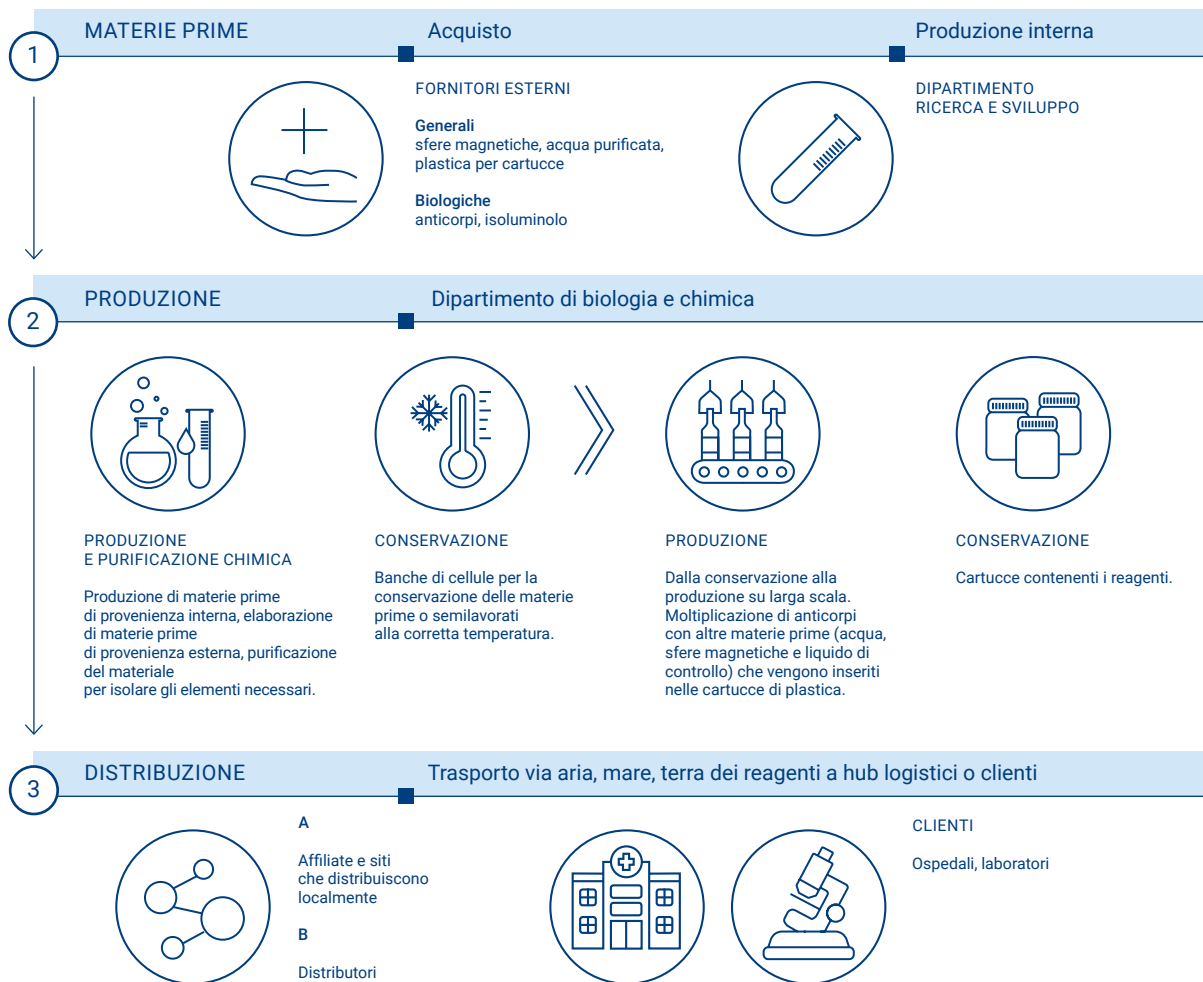 1
MATERIE PRIME
Acquisto
Produzione interna
FORNITORI ESTERNI
Generali
sfere magnetiche, acqua purificata,
plastica per cartucce
Biologiche
anticorpi, isoluminolo
DIPARTIMENTO
RICERCA E SVILUPPO
2
PRODUZIONE
Dipartimento di biologia e chimica
PRODUZIONE
E PURIFICAZIONE CHIMICA
Produzione di materie prime
di provenienza interna, elaborazione
di materie prime
di provenienza esterna, purificazione
del materiale
per isolare gli elementi necessari.
CONSERVAZIONE
Banche di cellule per la
conservazione delle materie
prime o semilavorati
alla corretta temperatura.
PRODUZIONE
Dalla conservazione alla
produzione su larga scala.
Moltiplicazione di anticorpi
con altre materie prime (acqua,
sfere magnetiche e liquido di
controllo) che vengono inseriti
nelle cartucce di plastica.
CONSERVAZIONE
Cartucce contenenti i reagenti.
3
DISTRIBUZIONE
Trasporto via aria, mare, terra dei reagenti a hub logistici o clienti
A
Affiliate e siti
che distribuiscono
localmente
B
Distributori
CLIENTI
Ospedali, laboratori